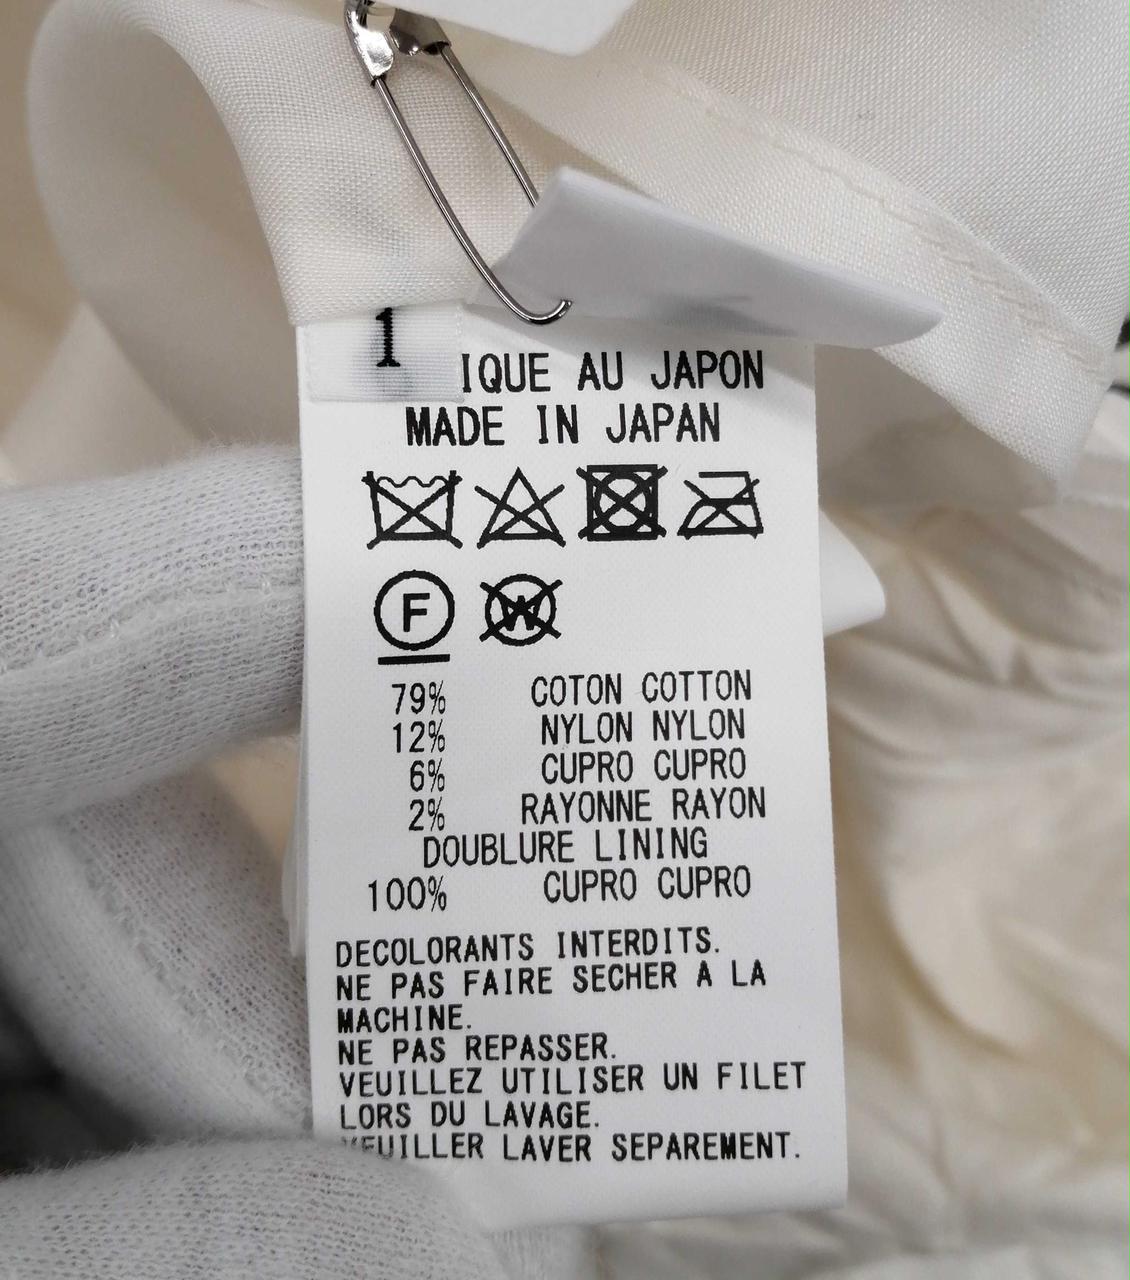 1
IQUE AU JAPON
MADE IN JAPAN
F W
79% COTON COTTON
12% NYLON NYLON
6% CUPRO CUPRO
2% RAYONNE RAYON
DOUBLURE LINING
100% CUPRO CUPRO
DECOLORANTS INTERDITS.
NE PAS FAIRE SECHER A LA
MACHINE.
NE PAS REPASSER.
VEUILLEZ UTILISER UN FILET
LORS DU LAVAGE.
VEUILLER LAVER SEPAREMENT.